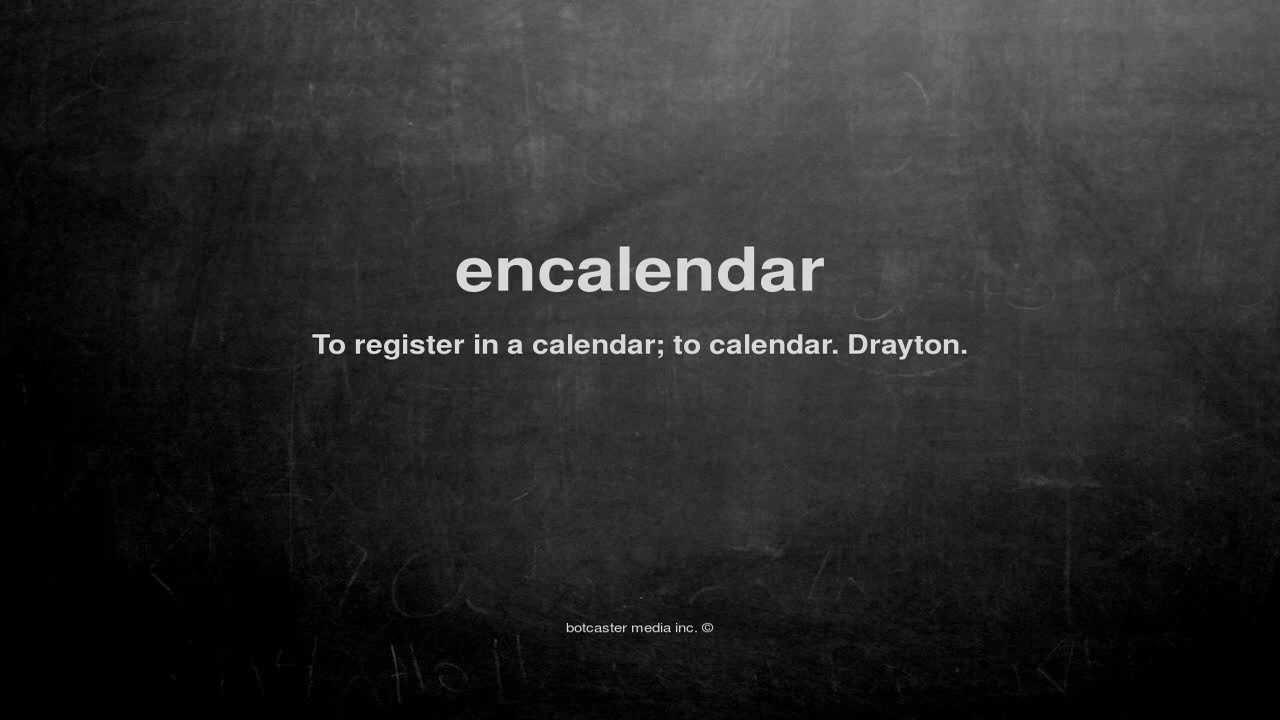 encalendar
To register in a calendar; to calendar. Drayton.
botcaster media inc. ©